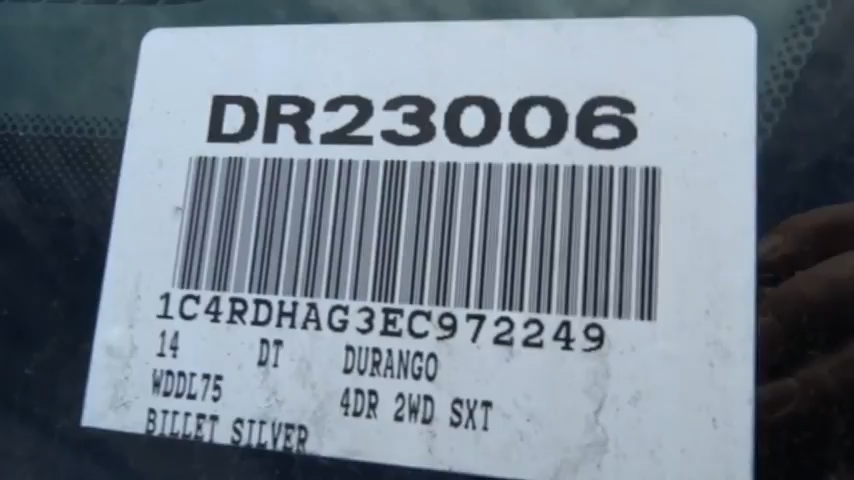 DR23006
1C4RDHAG3EC972249
14 DT DURANGO
WDDL75 4DR 2WD SXT
BILLET SILVER